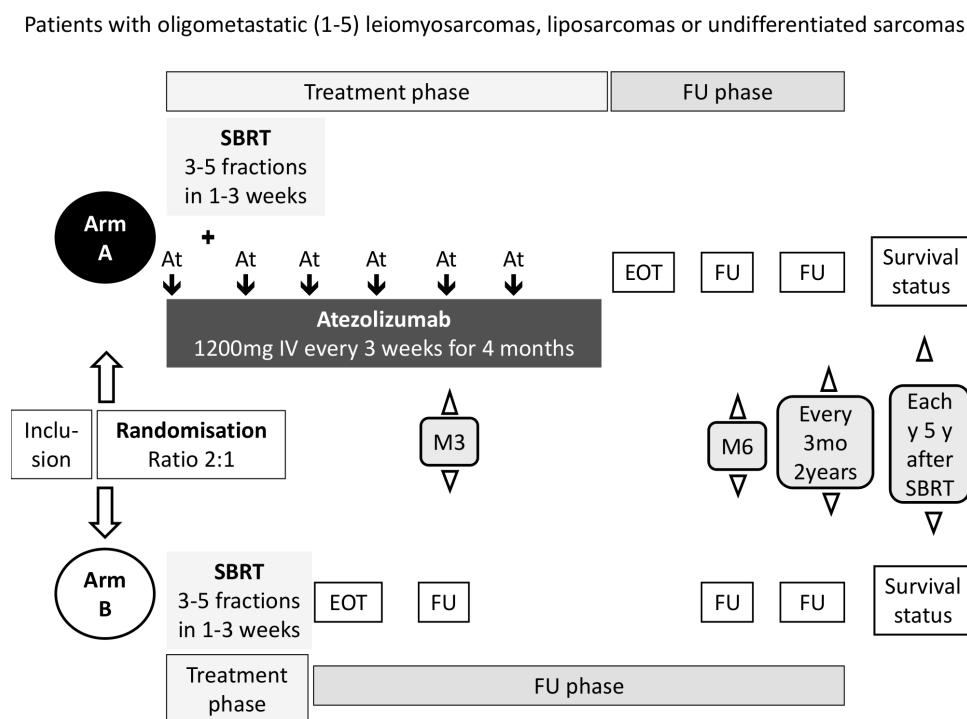 Patients with oligometastatic (1-5) leiomyosarcomas, liposarcomas or undifferentiated sarcomas
Treatment phase
FU phase
SBRT
3-5 fractions
in 1-3 weeks
Arm
A
+
At
At
At
At
At
At
EOT
FU
FU
Survival
status
Atezolizumab
1200mg IV every 3 weeks for 4 months
Inclu-
sion
Randomisation
Ratio 2:1
M3
M6
Every
3mo
2years
Each
y 5 y
after
SBRT
Arm
B
SBRT
3-5 fractions
in 1-3 weeks
EOT
FU
FU
FU
Survival
status
Treatment
phase
FU phase